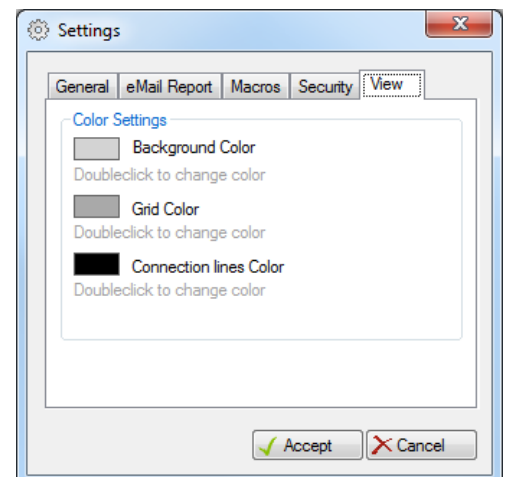 Settings
General eMail Report Macros Security View
Color Settings
Background Color
Doubleclick to change color
Grid Color
Doubleclick to change color
Connection lines Color
Doubleclick to change color
Accept Cancel